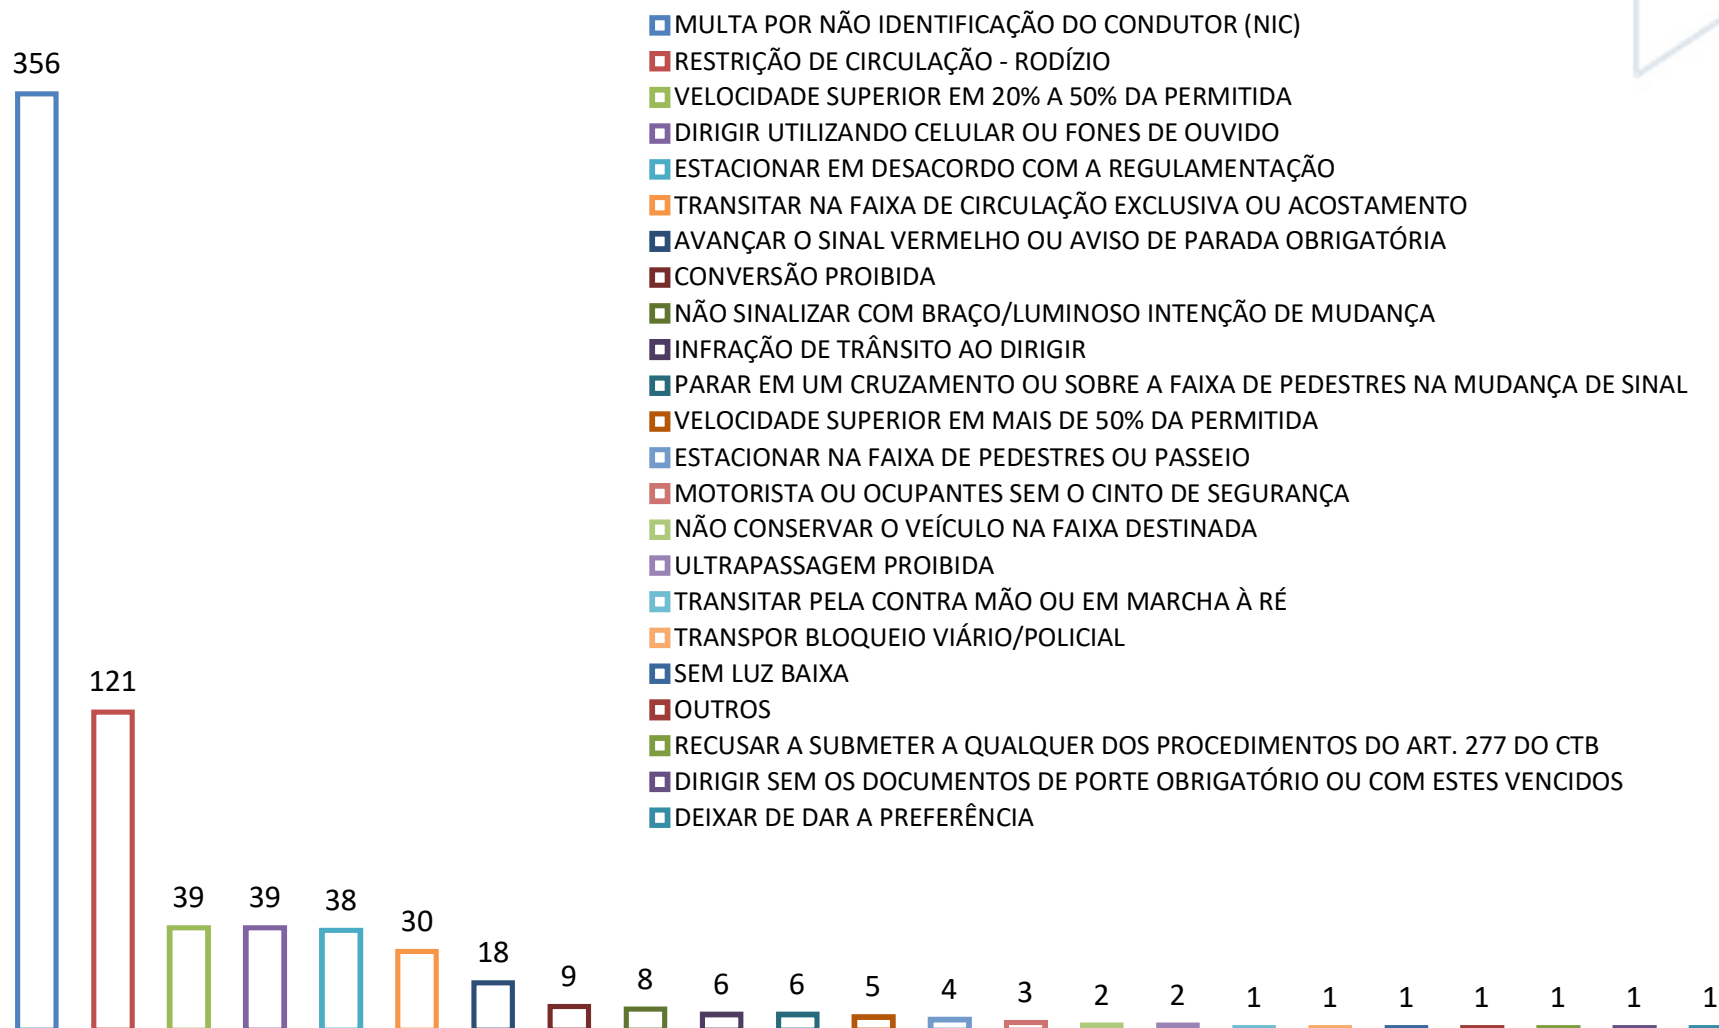 MULTA POR NÃO IDENTIFICAÇÃO DO CONDUTOR (NIC)
RESTRIÇÃO DE CIRCULAÇÃO - RODÍZIO
VELOCIDADE SUPERIOR EM 20% A 50% DA PERMITIDA
DIRIGIR UTILIZANDO CELULAR OU FONES DE OUVIDO
ESTACIONAR EM DESACORDO COM A REGULAMENTAÇÃO
TRANSITAR NA FAIXA DE CIRCULAÇÃO EXCLUSIVA OU ACOSTAMENTO
AVANÇAR O SINAL VERMELHO OU AVISO DE PARADA OBRIGATÓRIA
CONVERSÃO PROIBIDA
NÃO SINALIZAR COM BRAÇO/LUMINOSO INTENÇÃO DE MUDANÇA
INFRAÇÃO DE TRÂNSITO AO DIRIGIR
PARAR EM UM CRUZAMENTO OU SOBRE A FAIXA DE PEDESTRES NA MUDANÇA DE SINAL
VELOCIDADE SUPERIOR EM MAIS DE 50% DA PERMITIDA
ESTACIONAR NA FAIXA DE PEDESTRES OU PASSEIO
MOTORISTA OU OCUPANTES SEM O CINTO DE SEGURANÇA
NÃO CONSERVAR O VEÍCULO NA FAIXA DESTINADA
ULTRAPASSAGEM PROIBIDA
TRANSITAR PELA CONTRA MÃO OU EM MARCHA À RÉ
TRANSPOR BLOQUEIO VIÁRIO/POLICIAL
SEM LUZ BAIXA
OUTROS
RECUSAR A SUBMETER A QUALQUER DOS PROCEDIMENTOS DO ART. 277 DO CTB
DIRIGIR SEM OS DOCUMENTOS DE PORTE OBRIGATÓRIO OU COM ESTES VENCIDOS
DEIXAR DE DAR A PREFERÊNCIA
356
121
39 39 38 30 18 9 8 6 6 5 4 3 2 2 1 1 1 1 1 1 1